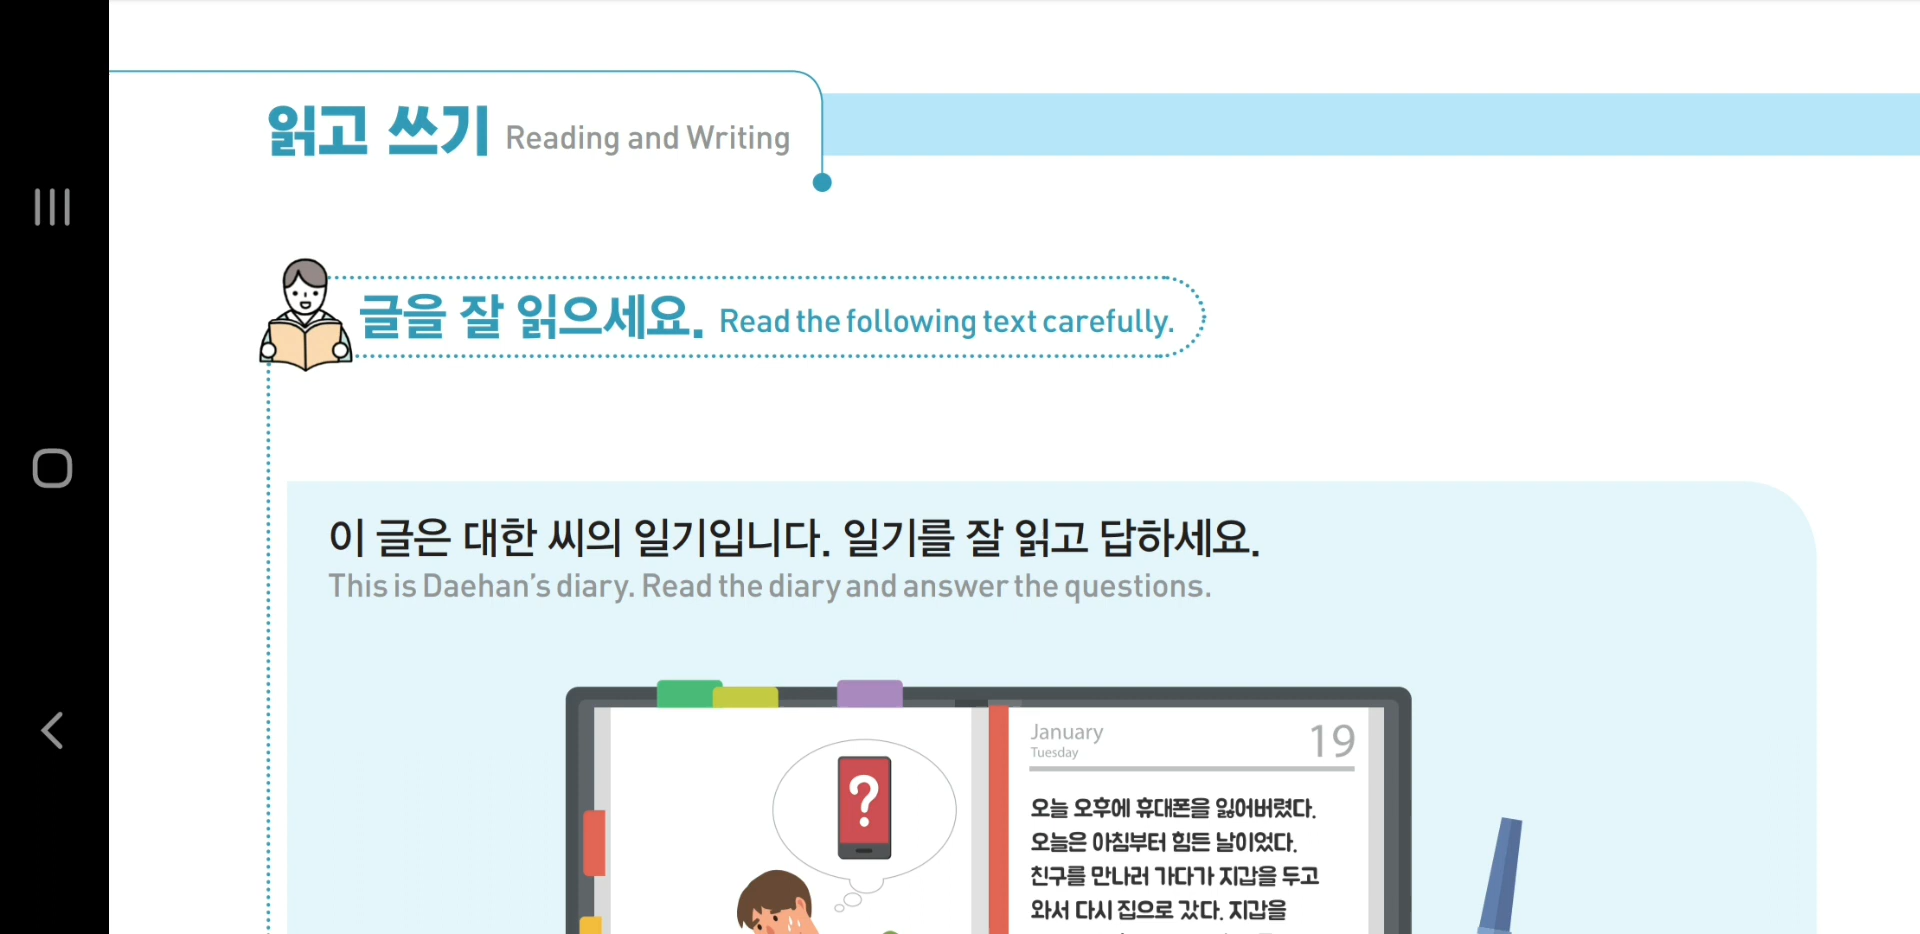 읽고 쓰기 Reading and Writing
글을 잘 읽으세요. Read the following text carefully.
이 글은 대한 씨의 일기입니다. 일기를 잘 읽고 답하세요.
This is Daehan's diary. Read the diary and answer the questions.
?
January 19
Tuesday
오늘 오후에 휴대폰을 잃어버렸다.
오늘은 아침부터 힘든 날이었다.
친구를 만나러 가다가 지갑을 두고
와서 다시 집으로 갔다. 지갑을